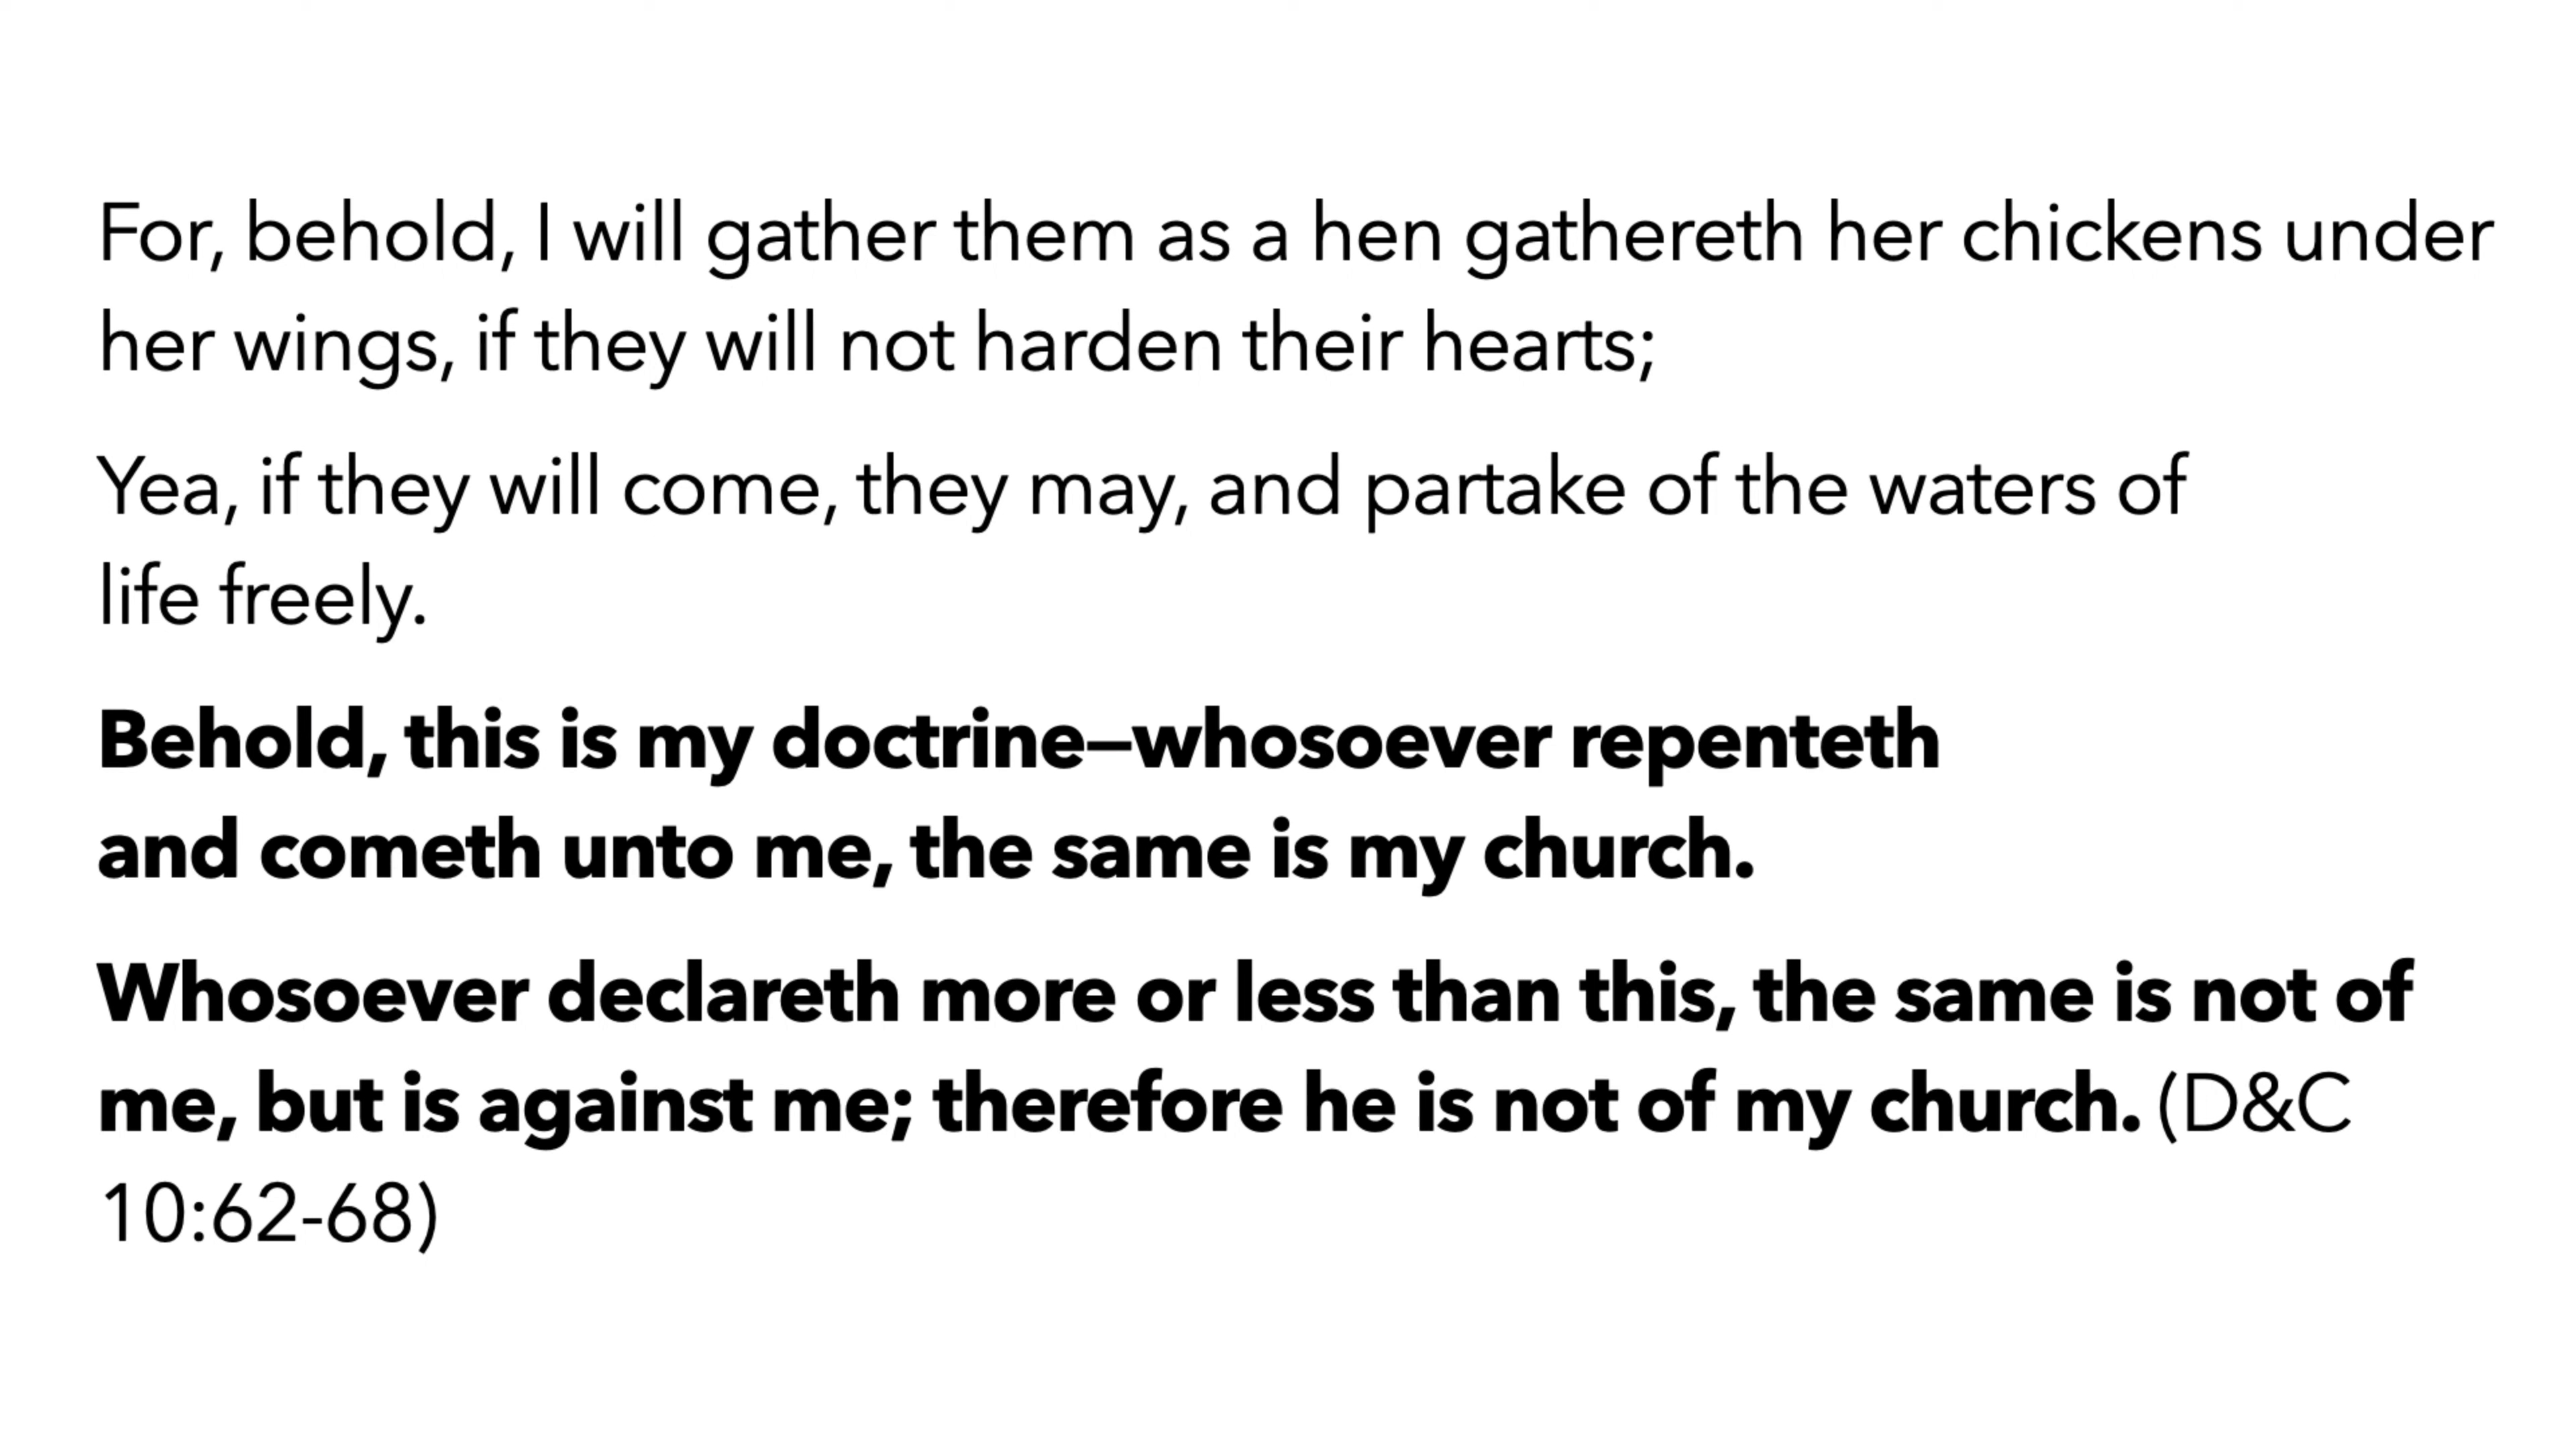 For, behold, I will gather them as a hen gathereth her chickens under
her wings, if they will not harden their hearts;
Yea, if they will come, they may, and partake of the waters of
life freely.
Behold, this is my doctrine—whosoever repenteth
and cometh unto me, the same is my church.
Whosoever declareth more or less than this, the same is not of
me, but is against me; therefore he is not of my church. (D&C
10:62-68)